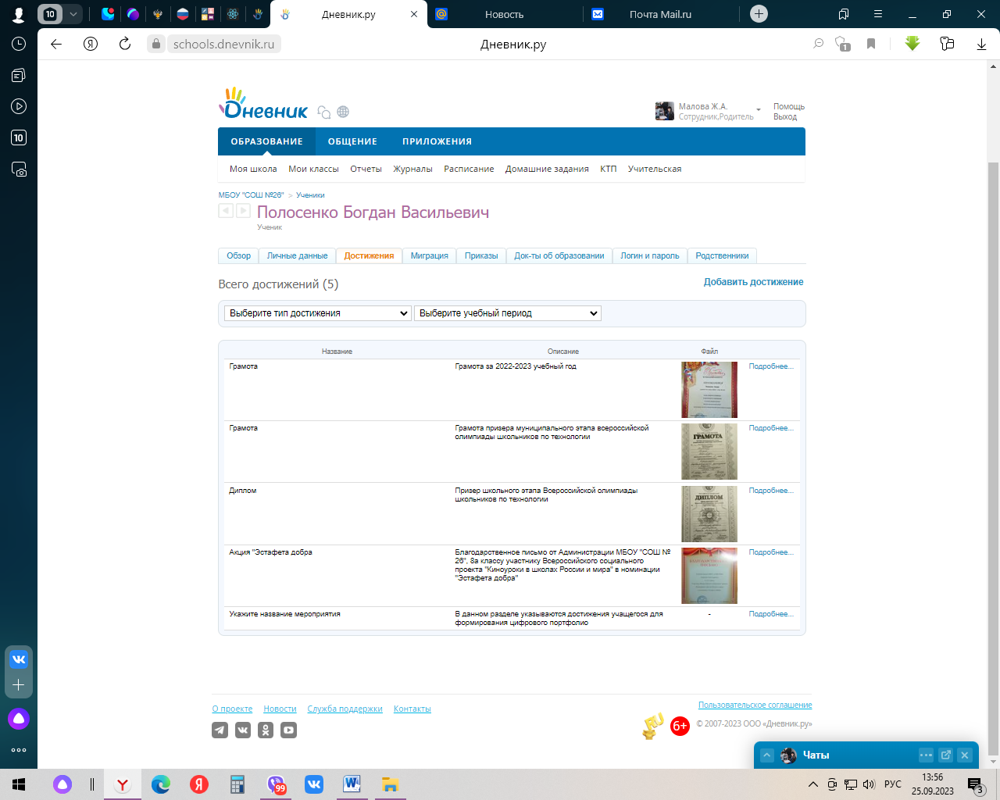 10
Дневник.ру
Новость
Почта Mail.ru
schools.dnevnik.ru
Дневник.ру
1
10
Дневник
Малова Ж.А.
Сотрудник,Родитель
Помощь
Выход
ОБРАЗОВАНИЕ ОБЩЕНИЕ ПРИЛОЖЕНИЯ
Моя школа Мои классы Отчеты Журналы Расписание Домашние задания КТП Учительская
МБОУ "СОШ №26" > Ученики
Полосенко Богдан Васильевич
Ученик
Обзор Личные данные Достижения Миграция Приказы Док-ты об образовании Логин и пароль Родственники
Всего достижений (5)
Добавить достижение
Выберите тип достижения Выберите учебный период
Название Описание Файл
Грамота Грамота за 2022-2023 учебный год Подробнее...
Грамота Грамота призера муниципального этапа всероссийской
олимпиады школьников по технологии
Подробнее...
ГРАМОТА
Диплом Призер школьного этапа Всероссийской олимпиады
школьников по технологии
Подробнее...
ДИПЛОМ
Акция "Эстафета добра Благодарственное письмо от Администрации МБОУ "СОШ №
26", 8а классу участнику Всероссийского социального
проекта "Киноуроки в школах России и мира" в номинации
"Эстафета добра"
Подробнее...
Укажите название мероприятия В данном разделе указываются достижения учащегося для
формирования цифрового портфолио
- Подробнее...
О проекте Новости Служба поддержки Контакты
Пользовательское соглашение
RU
6+
© 2007-2023 ООО «Дневник.ру»
Чаты
99
РУС
13:56
25.09.2023
3